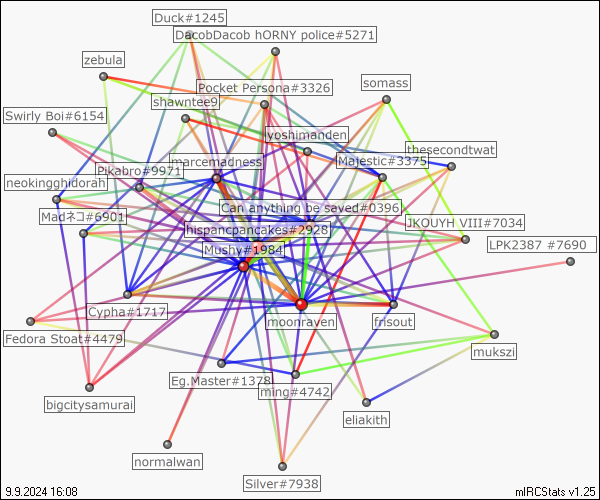 Duck#1245
DacobDacob hORNY police#5271
zebula
Pocket Persona#3326
somass
shawntee9
Swirly Boi#6154
yoshimanden
thesecondtwat
marcemadness
Majestic#3375
Pikabro#9971
neokingghidorah
Can anything be saved#0396
Madネコ#6901
JKOUYH VIII#7034
hispancpancakes#2928
LPK2387 #7690
Mushy#1984
Cypha#1717
moonraven
frisout
Fedora Stoat#4479
mukszi
Eg.Master#1378
ming#4742
bigcitysamurai
eliakith
normalwan
Silver#7938
9.9.2024 16:08
mIRCStats v1.25